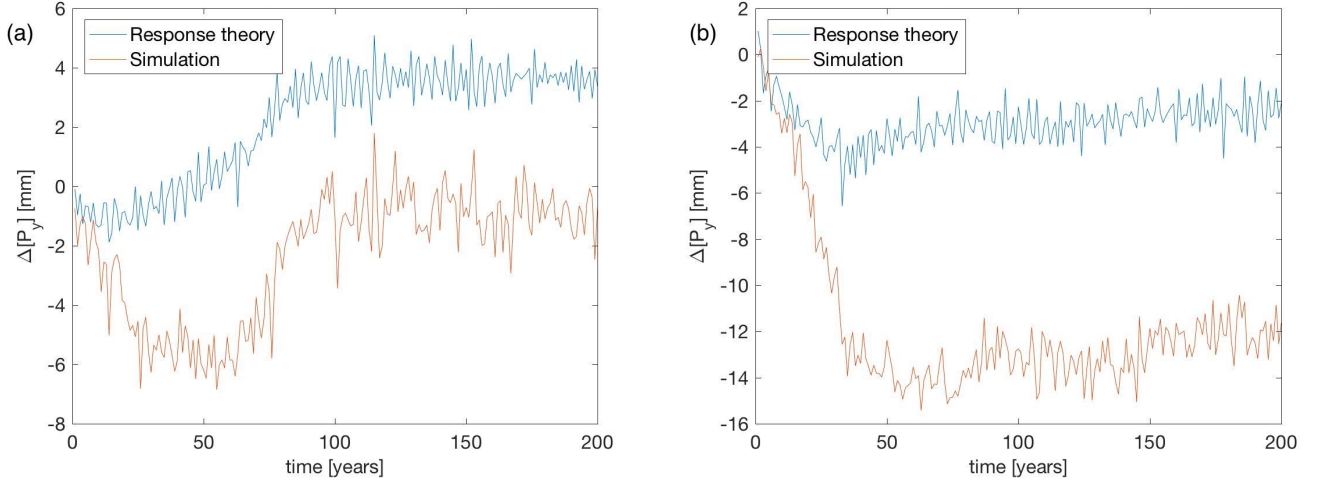 (a)
Response theory
Simulation
Δ[P_y] [mm]
6
4
2
0
-2
-4
-6
-8
0
50
100
150
200
time [years]
(b)
Response theory
Simulation
Δ[P_y] [mm]
2
0
-2
-4
-6
-8
-10
-12
-14
-16
0
50
100
150
200
time [years]